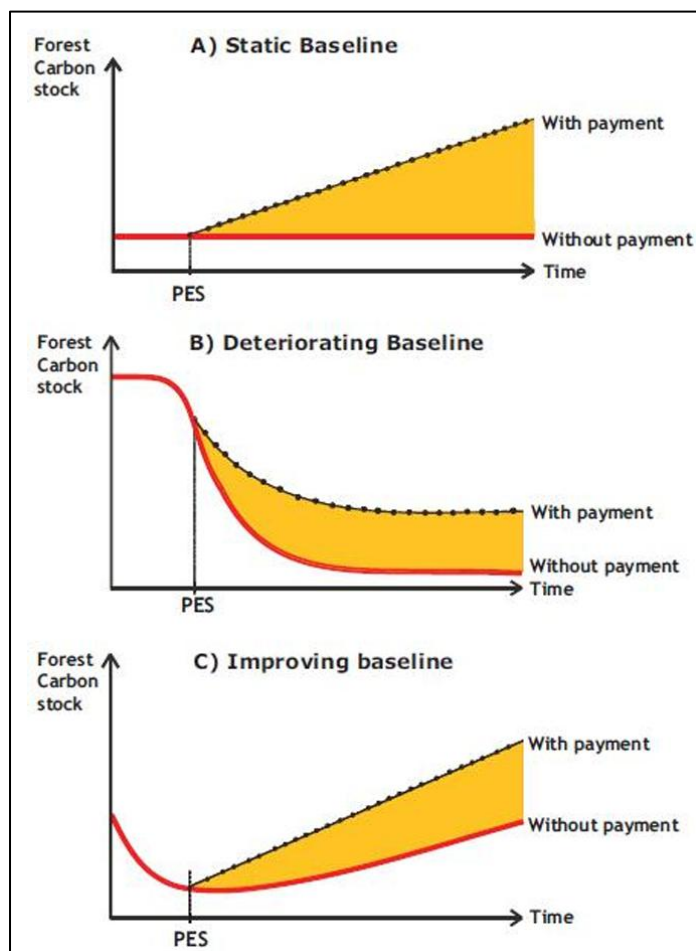 A) Static Baseline
Forest
Carbon
stock
With payment
Without payment
Time
PES
B) Deteriorating Baseline
Forest
Carbon
stock
With payment
Without payment
Time
PES
C) Improving baseline
Forest
Carbon
stock
With payment
Without payment
Time
PES